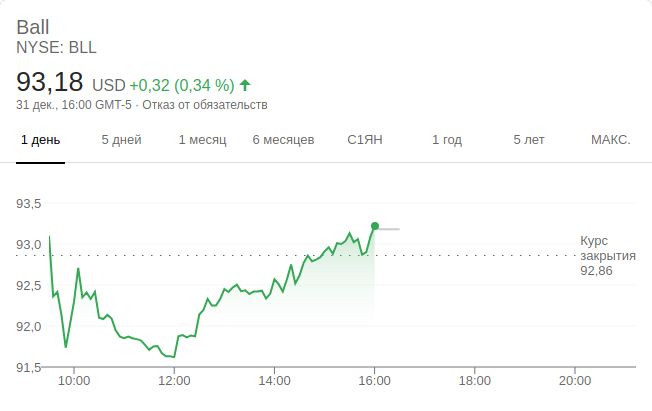 Ball
NYSE: BLL
93,18 USD +0,32 (0,34 %)
31 дек., 16:00 GMT-5 · Отказ от обязательств
1 день 5 дней 1 месяц 6 месяцев С1ЯН 1 год 5 лет МАКС.
93,5
93,0
92,5
92,0
91,5
Курс
закрытия
92,86
10:00 12:00 14:00 16:00 18:00 20:00